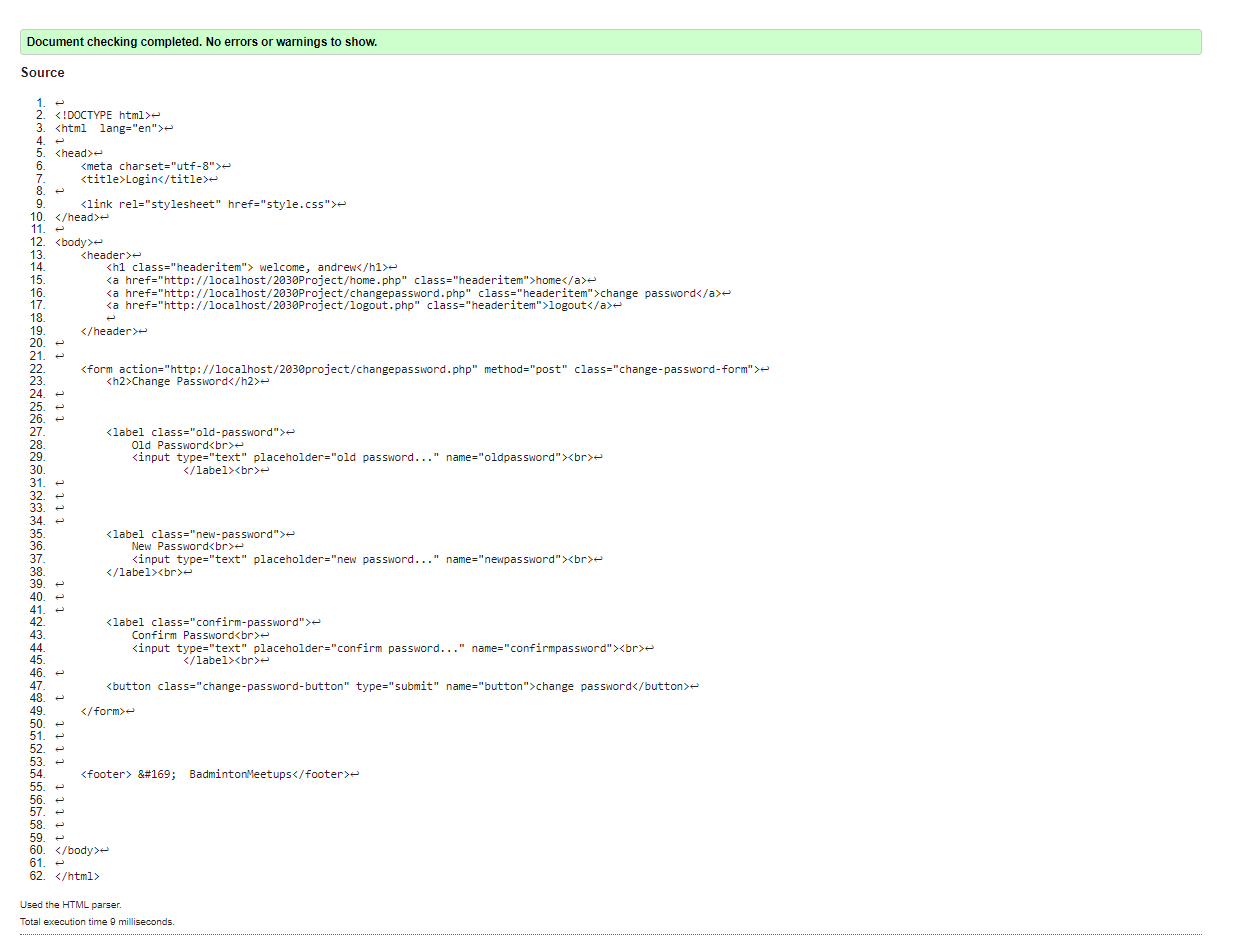 Document checking completed. No errors or warnings to show.
Source
1. ↩
2. <!DOCTYPE html>↩
3. <html  lang="en">↩
4. ↩
5. <head>↩
6.     <meta charset="utf-8">↩
7.     <title>Login</title>↩
8. ↩
9.     <link rel="stylesheet" href="style.css">↩
10. </head>↩
11. ↩
12. <body>↩
13.     <header>↩
14.         <h1 class="headeritem"> welcome, andrew</h1>↩
15.         <a href="http://localhost/2030Project/home.php" class="headeritem">home</a>↩
16.         <a href="http://localhost/2030Project/changepassword.php" class="headeritem">change password</a>↩
17.         <a href="http://localhost/2030Project/logout.php" class="headeritem">logout</a>↩
18.         ↩
19.     </header>↩
20. ↩
21. ↩
22.     <form action="http://localhost/2030project/changepassword.php" method="post" class="change-password-form">↩
23.         <h2>Change Password</h2>↩
24. ↩
25. ↩
26. ↩
27.         <label class="old-password">↩
28.             Old Password<br>↩
29.             <input type="text" placeholder="old password..." name="oldpassword"><br>↩
30.                     </label><br>↩
31. ↩
32. ↩
33. ↩
34. ↩
35.         <label class="new-password">↩
36.             New Password<br>↩
37.             <input type="text" placeholder="new password..." name="newpassword"><br>↩
38.         </label><br>↩
39. ↩
40. ↩
41. ↩
42.         <label class="confirm-password">↩
43.             Confirm Password<br>↩
44.             <input type="text" placeholder="confirm password..." name="confirmpassword"><br>↩
45.                     </label><br>↩
46. ↩
47.         <button class="change-password-button" type="submit" name="button">change password</button>↩
48. ↩
49.     </form>↩
50. ↩
51. ↩
52. ↩
53. ↩
54.     <footer> &#169;  BadmintonMeetups</footer>↩
55. ↩
56. ↩
57. ↩
58. ↩
59. ↩
60. </body>↩
61. ↩
62. </html>
Used the HTML parser.
Total execution time 9 milliseconds.